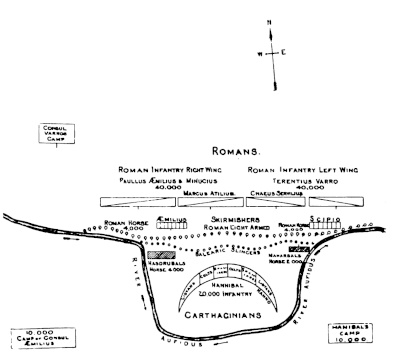 N
W E
S
CONSUL
VARROS
CAMP
ROMANS.
ROMAN INFANTRY RIGHT WING
ROMAN INFANTRY LEFT WING
PAULLUS ÆMILIUS & MINUCIUS
40,000
TERENTIUS VARRO
40,000
MARCUS ATILIUS.
CNAEUS SERVILIUS
ROMAN HORSE
4,000
ÆMILIUS
SKIRMISHERS
ROMAN LIGHT ARMED
ROMAN HORSE
4,000
SCIPIO
BALEARIC SLINGERS
HASDRUBALS
HORSE 4,000
MAHARBALS
HORSE
HANNIBAL
20,000 INFANTRY
CARTHAGINIANS
RIVER
AUFIDUS
RIVER AUFIDUS
10,000
CAMP OF CONSUL
ÆMILIUS
HANIBALS
CAMP
10,000